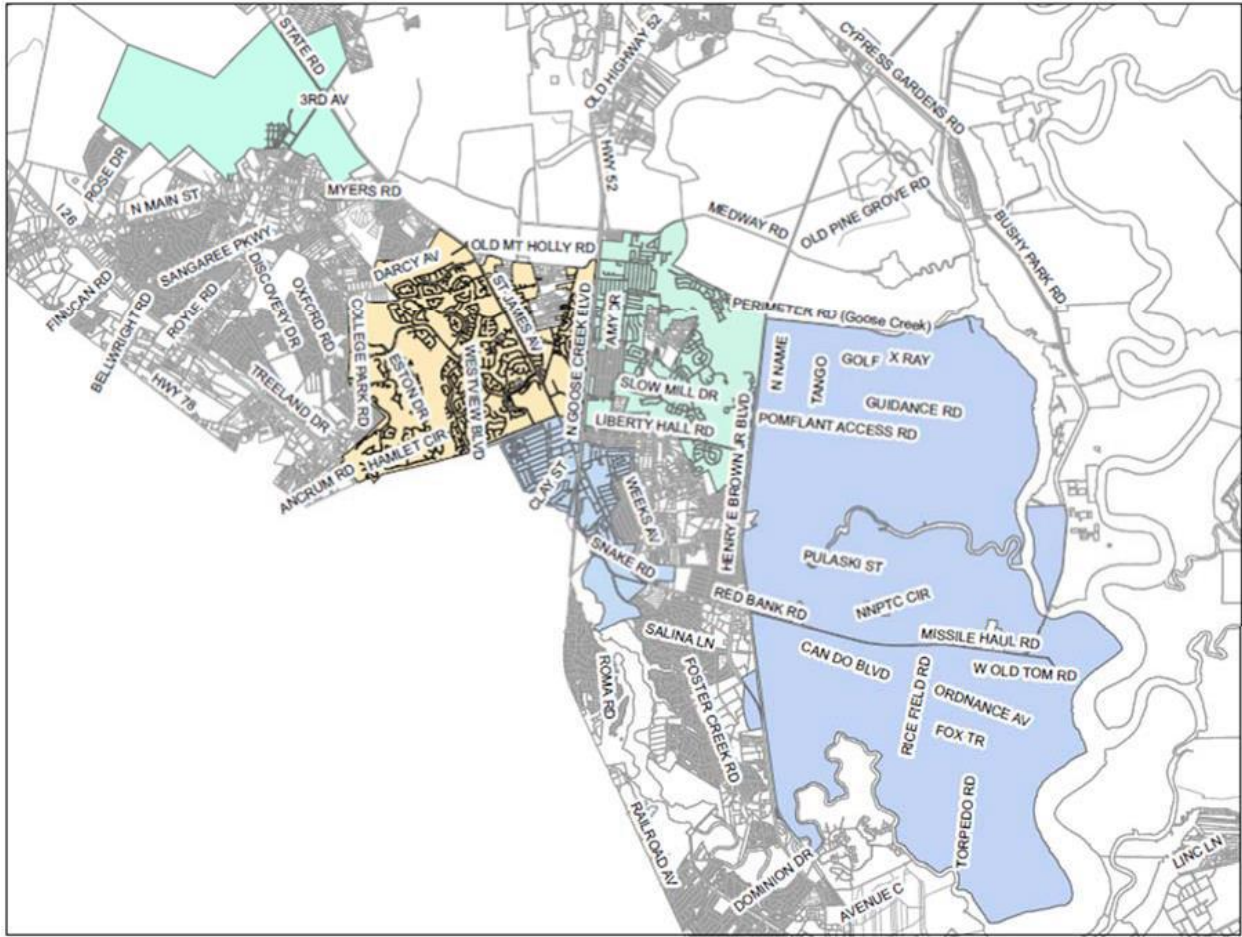 STATE RD
OLD HIGHWAY 52
CYPRESS GARDENS RD
3RD AV
ROSE DR
HWY 52
MYERS RD
N MAIN ST
I 26
MEDWAY RD
OLD PINE GROVE RD
BUSHY PARK RD
OLD MT HOLLY RD
SANGAREE PKWY
DARCY AV
DISCOVERY DR
OXFORD RD
ROYLE RD
ST JAMES AV
AMY DR
PERIMETER RD (Goose Creek)
BELLWRIGHT RD
COLLEGE PARK RD
N GOOSE CREEK BLVD
N NAME
TANGO
GOLF
X RAY
HWY 78
TREELAND DR
ESTON DR
WESTVIEW BLVD
SLOW MILL DR
GUIDANCE RD
LIBERTY HALL RD
POMFLANT ACCESS RD
HAMLET CIR
ANCRUM RD
CLAY ST
WEEKS AV
HENRY E BROWN JR BLVD
SNAKE RD
PULASKI ST
RED BANK RD
NNPTC CIR
SALINA LN
MISSILE HAUL RD
CAN DO BLVD
W OLD TOM RD
ROMA RD
FOSTER CREEK RD
RICE FIELD RD
ORDNANCE AV
FOX TR
TORPEDO RD
RAILROAD AV
DOMINION DR
AVENUE C
LINC LN